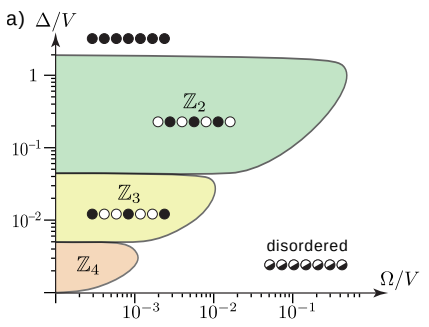 a) Δ/V
1
ℤ₂
10⁻¹
ℤ₃
10⁻²
disordered
ℤ₄
Ω/V
10⁻³ 10⁻² 10⁻¹